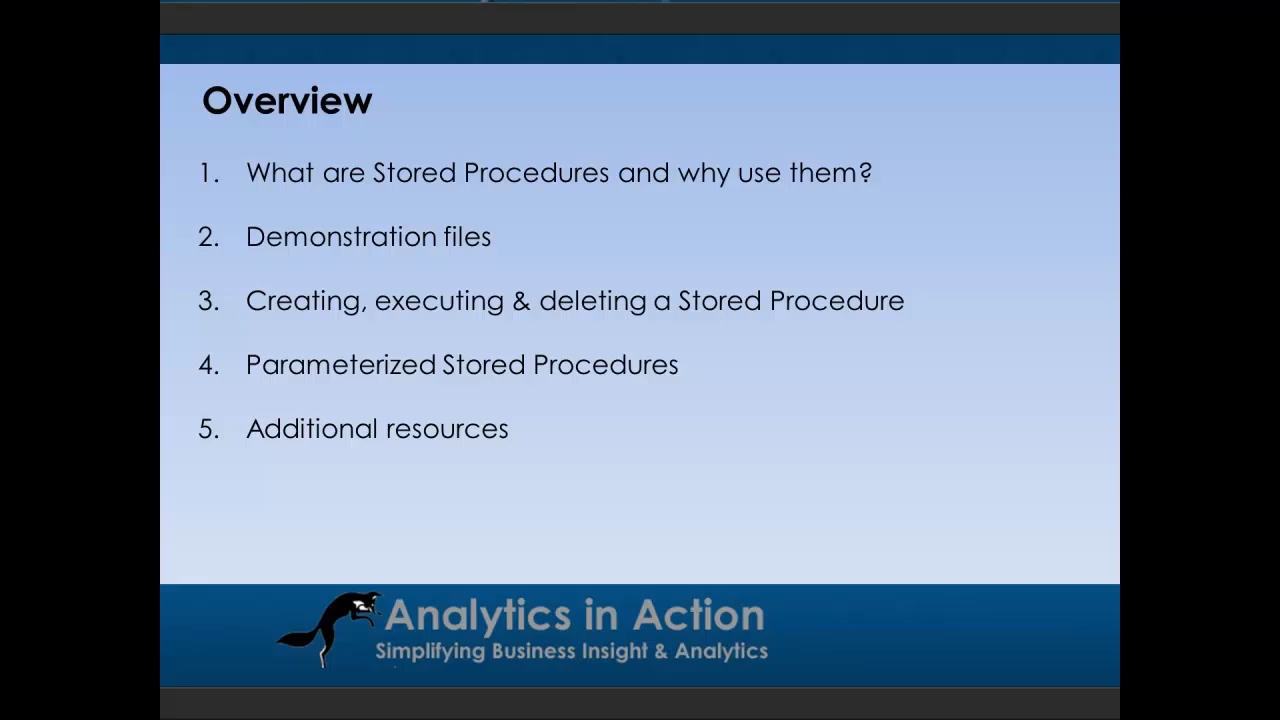 Overview
1. What are Stored Procedures and why use them?
2. Demonstration files
3. Creating, executing & deleting a Stored Procedure
4. Parameterized Stored Procedures
5. Additional resources
Analytics in Action
Simplifying Business Insight & Analytics